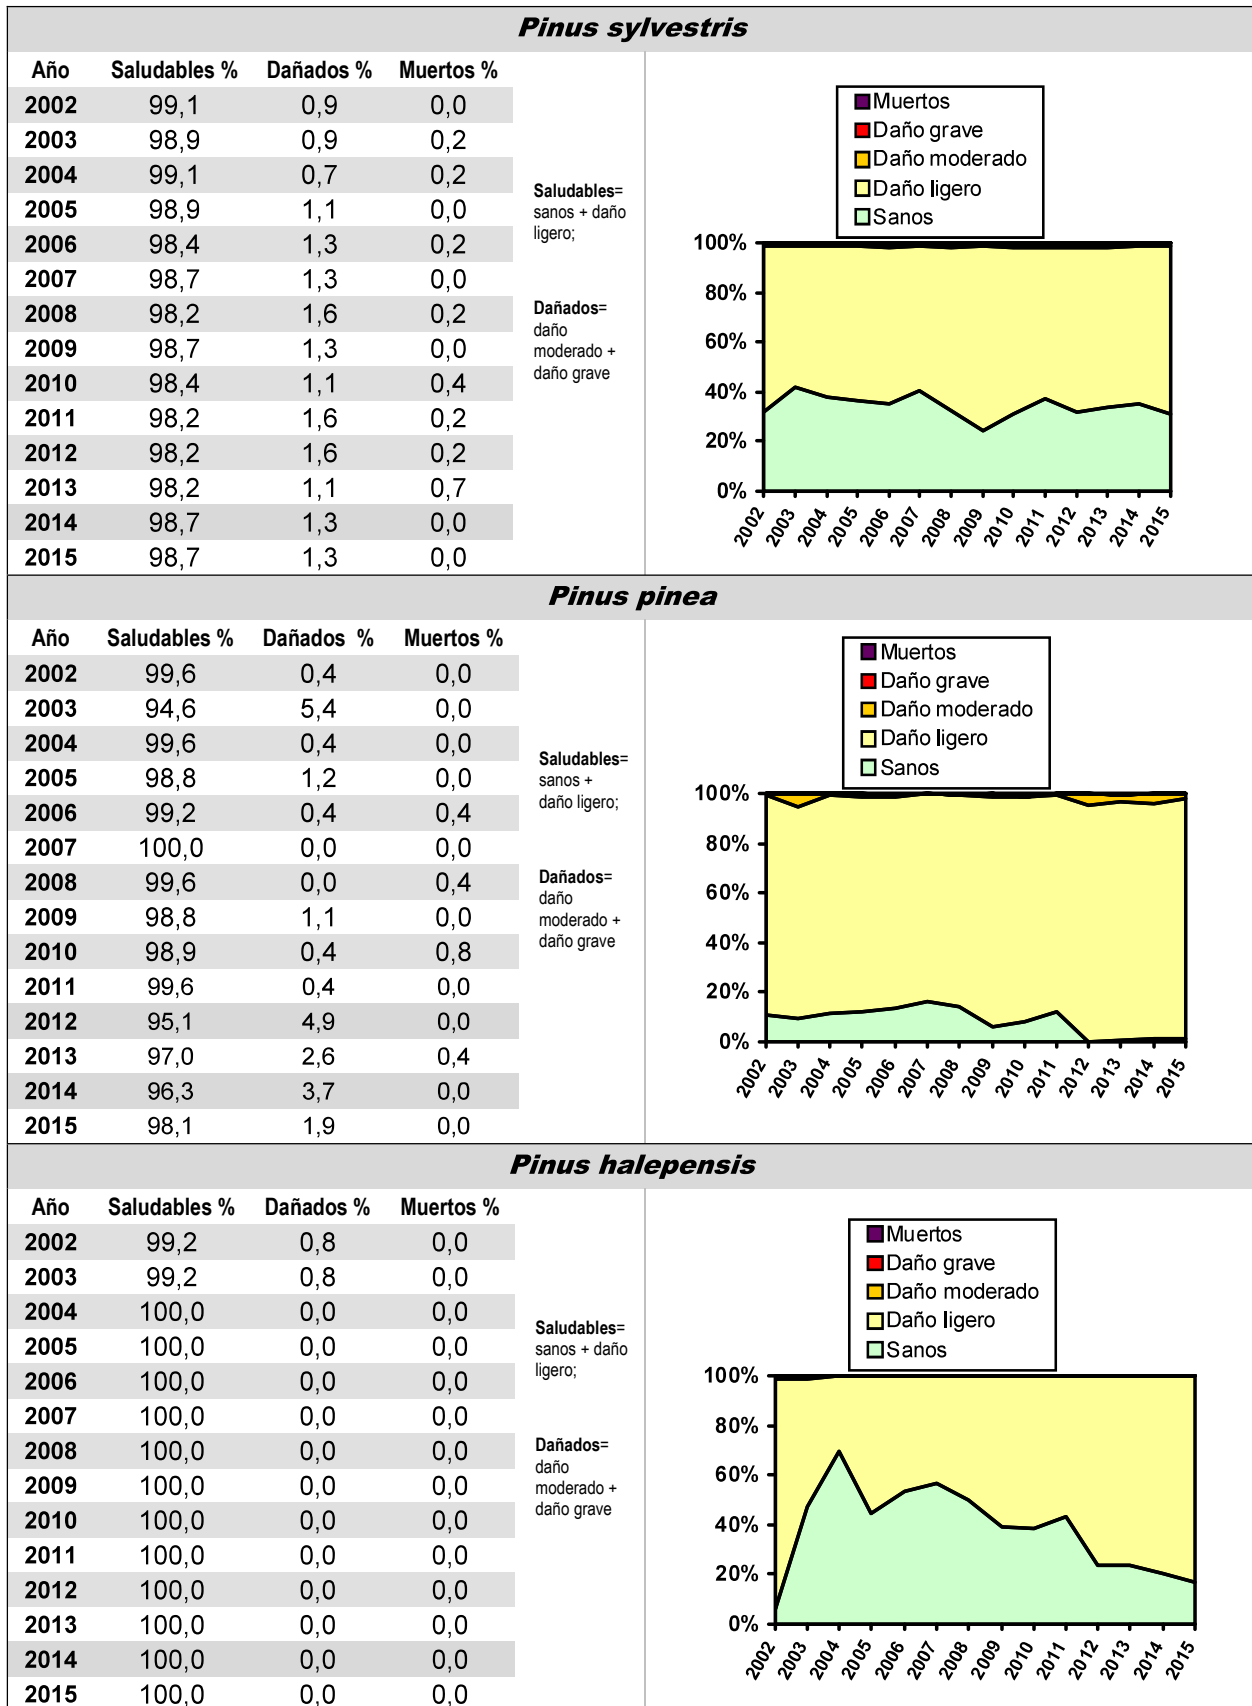 Pinus sylvestris
Año Saludables % Dañados % Muertos %
2002 99,1 0,9 0,0
2003 98,9 0,9 0,2
2004 99,1 0,7 0,2
2005 98,9 1,1 0,0
2006 98,4 1,3 0,2
2007 98,7 1,3 0,0
2008 98,2 1,6 0,2
2009 98,7 1,3 0,0
2010 98,4 1,1 0,4
2011 98,2 1,6 0,2
2012 98,2 1,6 0,2
2013 98,2 1,1 0,7
2014 98,7 1,3 0,0
2015 98,7 1,3 0,0
Saludables=
sanos + daño
ligero;
Dañados=
daño
moderado +
daño grave
Muertos
Daño grave
Daño moderado
Daño ligero
Sanos
100%
80%
60%
40%
20%
0%
2002 2003 2004 2005 2006 2007 2008 2009 2010 2011 2012 2013 2014 2015
Pinus pinea
Año Saludables % Dañados % Muertos %
2002 99,6 0,4 0,0
2003 94,6 5,4 0,0
2004 99,6 0,4 0,0
2005 98,8 1,2 0,0
2006 99,2 0,4 0,4
2007 100,0 0,0 0,0
2008 99,6 0,0 0,4
2009 98,8 1,1 0,0
2010 98,9 0,4 0,8
2011 99,6 0,4 0,0
2012 95,1 4,9 0,0
2013 97,0 2,6 0,4
2014 96,3 3,7 0,0
2015 98,1 1,9 0,0
Saludables=
sanos +
daño ligero;
Dañados=
daño
moderado +
daño grave
Muertos
Daño grave
Daño moderado
Daño ligero
Sanos
100%
80%
60%
40%
20%
0%
2002 2003 2004 2005 2006 2007 2008 2009 2010 2011 2012 2013 2014 2015
Pinus halepensis
Año Saludables % Dañados % Muertos %
2002 99,2 0,8 0,0
2003 99,2 0,8 0,0
2004 100,0 0,0 0,0
2005 100,0 0,0 0,0
2006 100,0 0,0 0,0
2007 100,0 0,0 0,0
2008 100,0 0,0 0,0
2009 100,0 0,0 0,0
2010 100,0 0,0 0,0
2011 100,0 0,0 0,0
2012 100,0 0,0 0,0
2013 100,0 0,0 0,0
2014 100,0 0,0 0,0
2015 100,0 0,0 0,0
Saludables=
sanos + daño
ligero;
Dañados=
daño
moderado +
daño grave
Muertos
Daño grave
Daño moderado
Daño ligero
Sanos
100%
80%
60%
40%
20%
0%
2002 2003 2004 2005 2006 2007 2008 2009 2010 2011 2012 2013 2014 2015